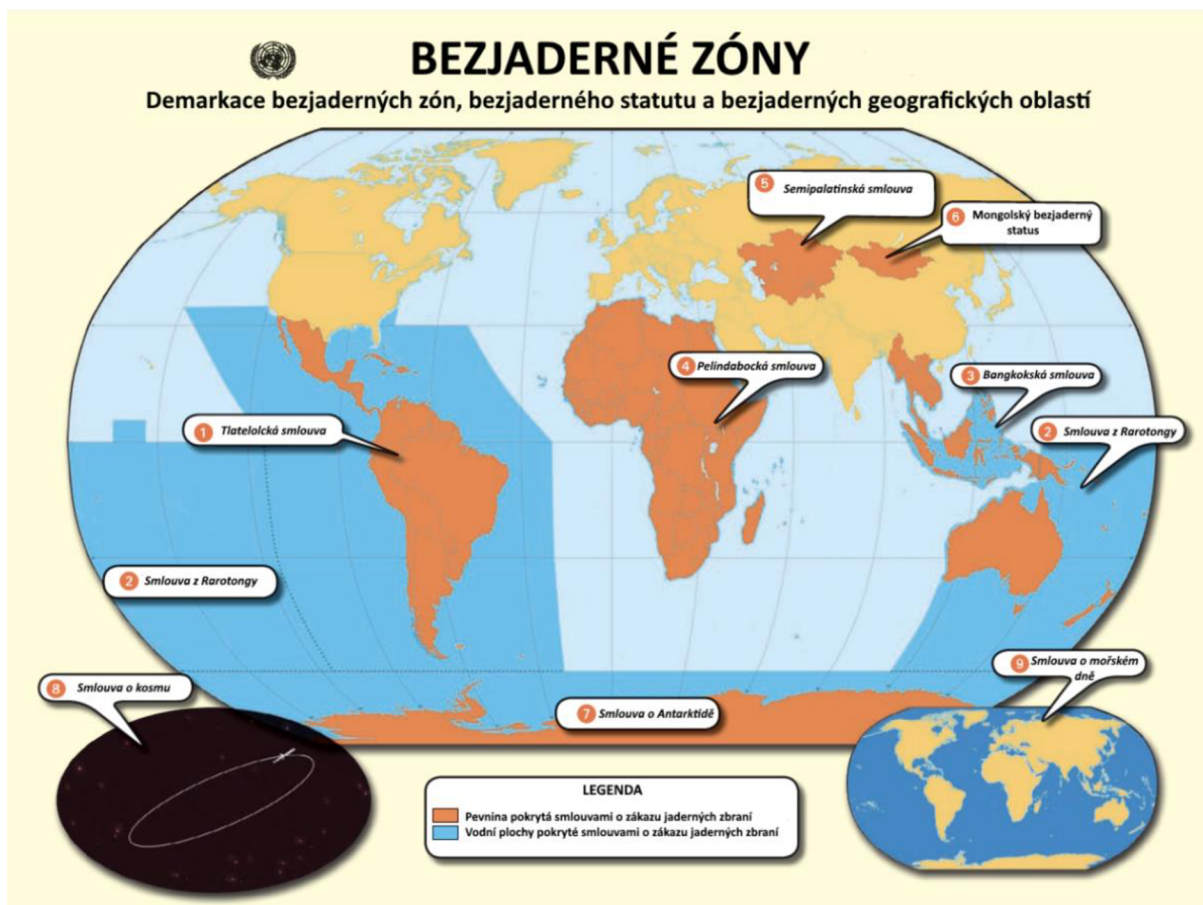 BEZJADERNÉ ZÓNY
Demarkace bezjaderných zón, bezjaderného statutu a bezjaderných geografických oblastí
5 Semipalatinská smlouva
6 Mongolský bezjaderný
status
4 Pelindabocká smlouva
3 Bangkokská smlouva
1 Tlatelolcká smlouva
2 Smlouva z Rarotongy
2 Smlouva z Rarotongy
9 Smlouva o mořském
dně
8 Smlouva o kosmu
7 Smlouva o Antarktidě
LEGENDA
Pevnina pokrytá smlouvami o zákazu jaderných zbraní
Vodní plochy pokryté smlouvami o zákazu jaderných zbraní